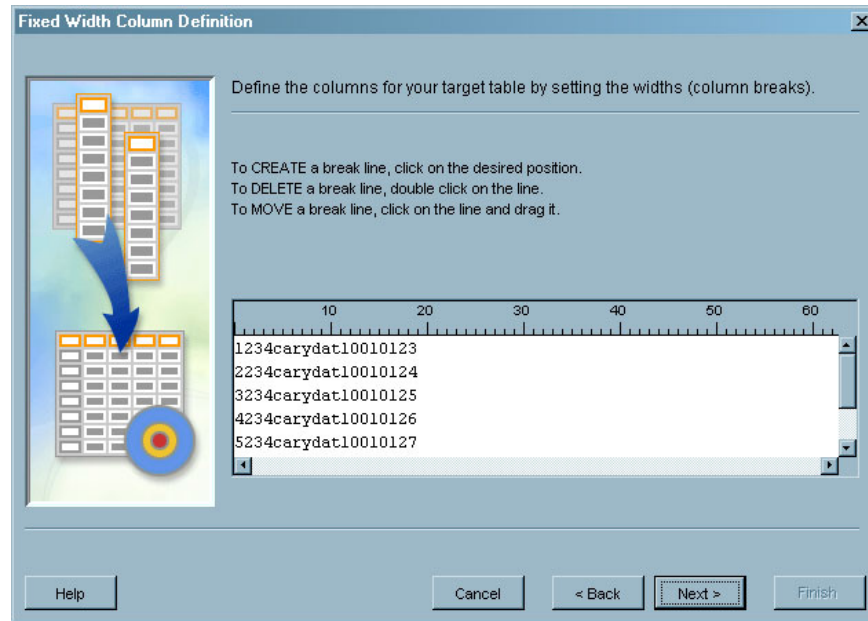 Fixed Width Column Definition
Define the columns for your target table by setting the widths (column breaks).
To CREATE a break line, click on the desired position.
To DELETE a break line, double click on the line.
To MOVE a break line, click on the line and drag it.
10 20 30 40 50 60
1234carydat10010123
2234carydat10010124
3234carydat10010125
4234carydat10010126
5234carydat10010127
Help Cancel < Back Next > Finish